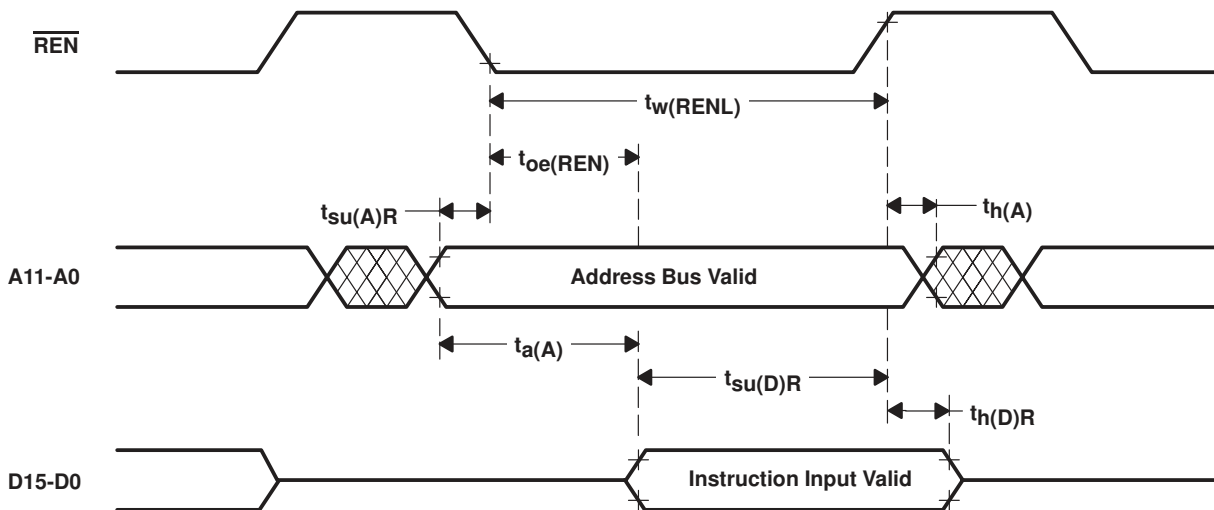 REN
tw(RENL)
toe(REN)
tsu(A)R
th(A)
A11-A0
Address Bus Valid
ta(A)
tsu(D)R
th(D)R
D15-D0
Instruction Input Valid